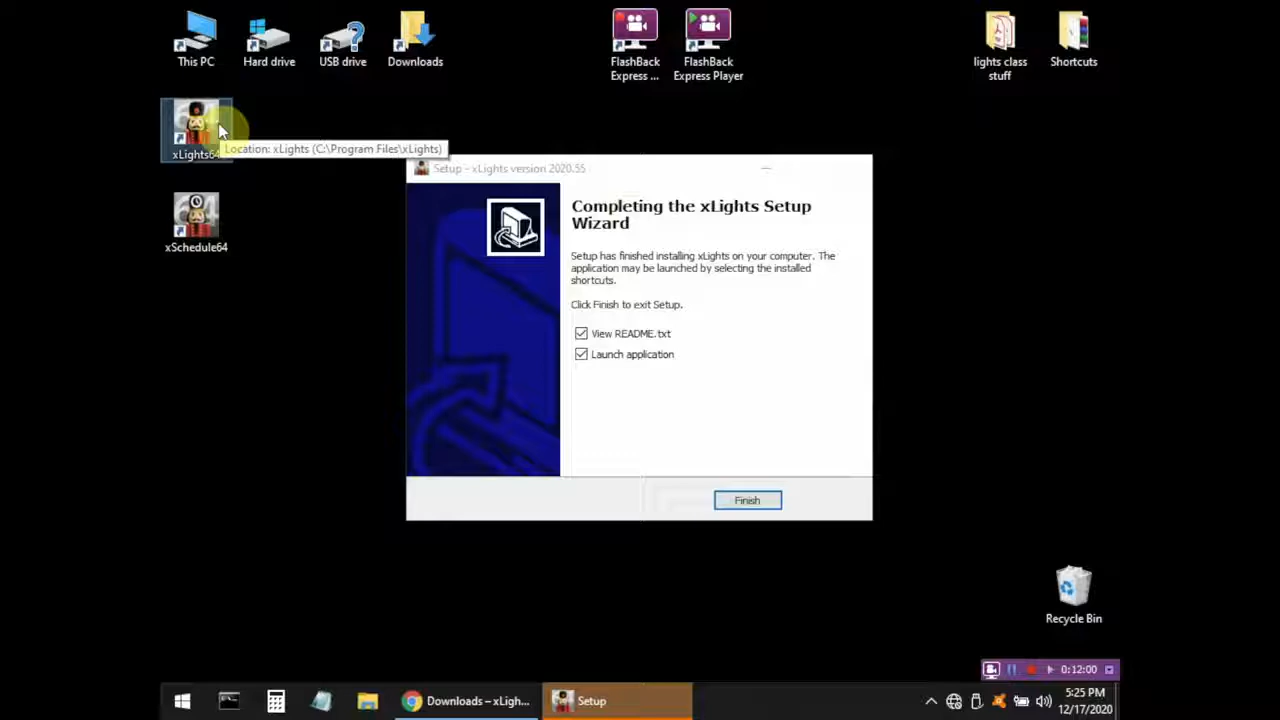 This PC
Hard drive
USB drive
Downloads
FlashBack
Express ...
FlashBack
Express Player
lights class
stuff
Shortcuts
xLights64
Location: xLights (C:\Program Files\xLights)
xSchedule64
Setup - xLights version 2020.55
Completing the xLights Setup
Wizard
Setup has finished installing xLights on your computer. The
application may be launched by selecting the installed
shortcuts.
Click Finish to exit Setup.
View README.txt
Launch application
Finish
Recycle Bin
0:12:00
Downloads – xLigh...
Setup
5:25 PM
12/17/2020